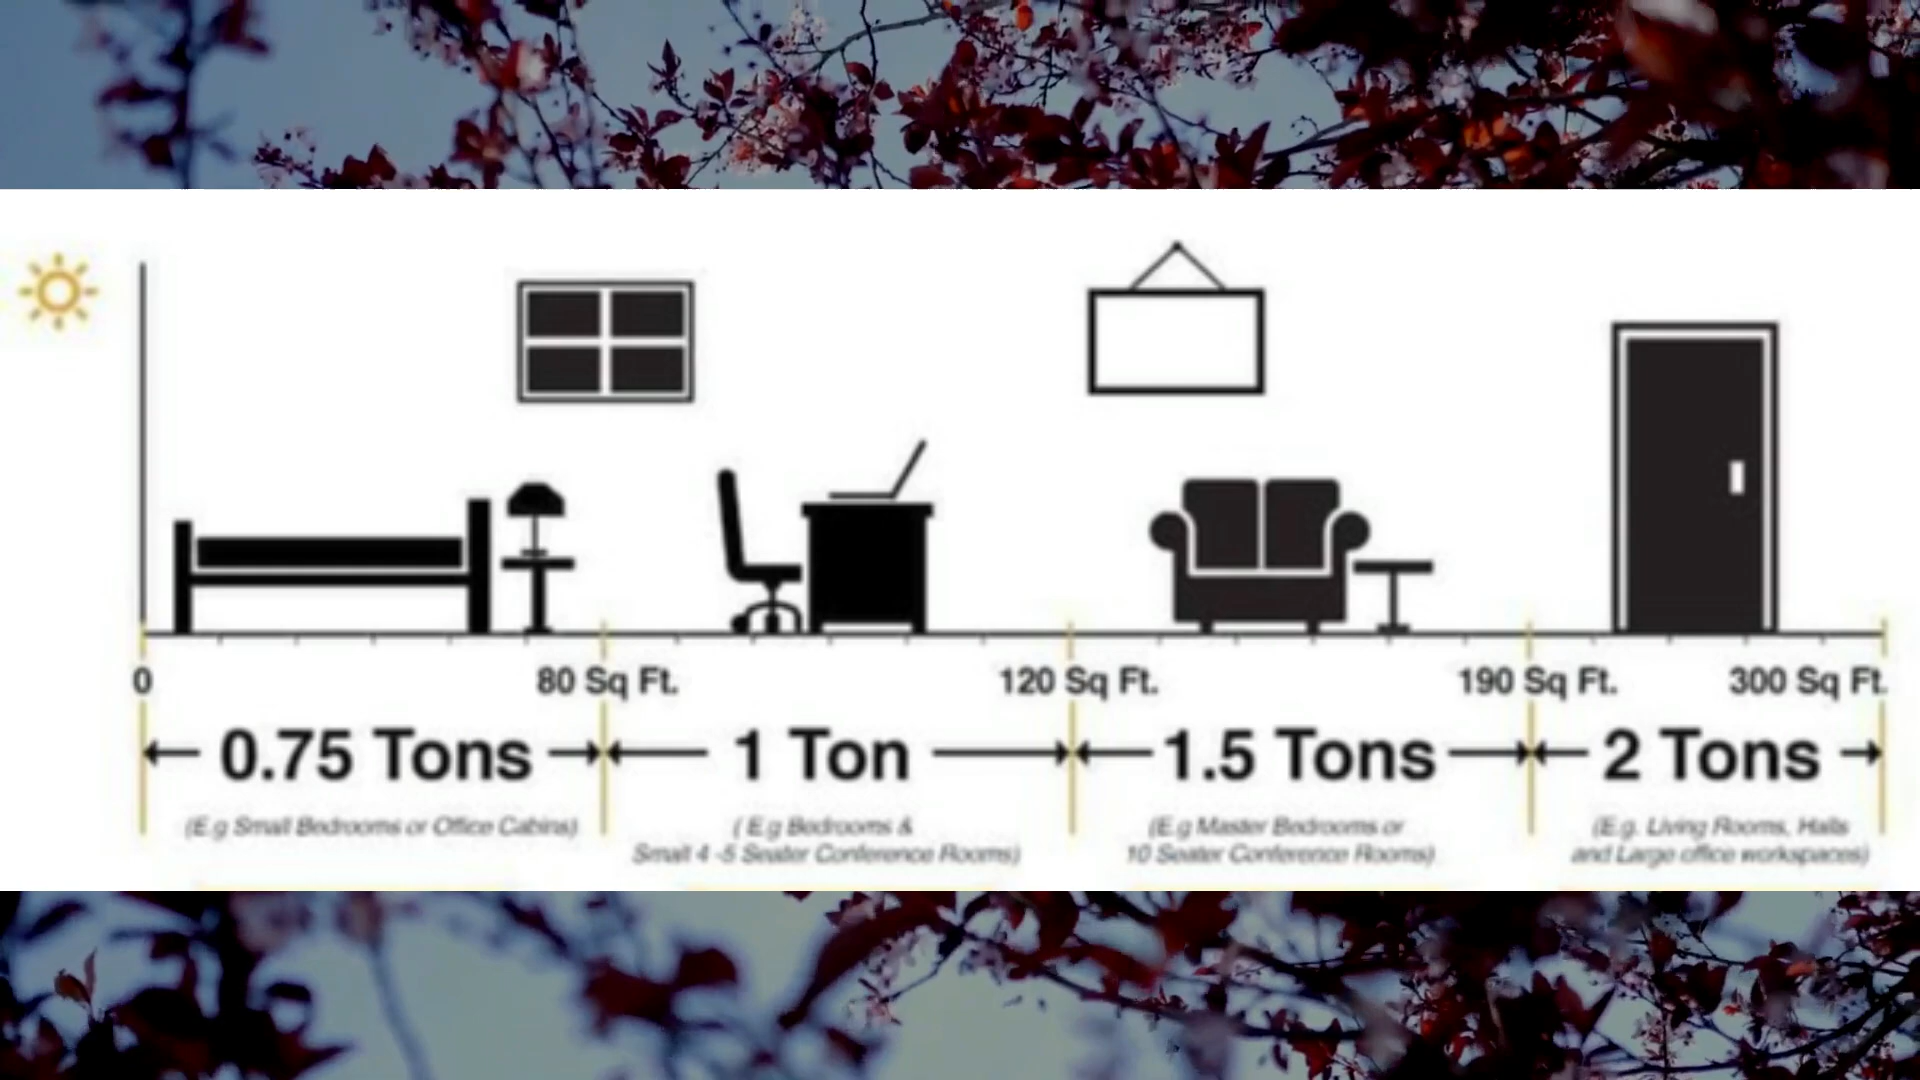 0 80 Sq Ft. 120 Sq Ft. 190 Sq Ft. 300 Sq Ft.
0.75 Tons 1 Ton 1.5 Tons 2 Tons
(E.g Small Bedrooms or Office Cabins)
( E.g Bedrooms &
Small 4 -5 Seater Conference Rooms)
(E.g Master Bedrooms or
10 Seater Conference Rooms)
(E.g. Living Rooms, Halls
and Large office workspaces)